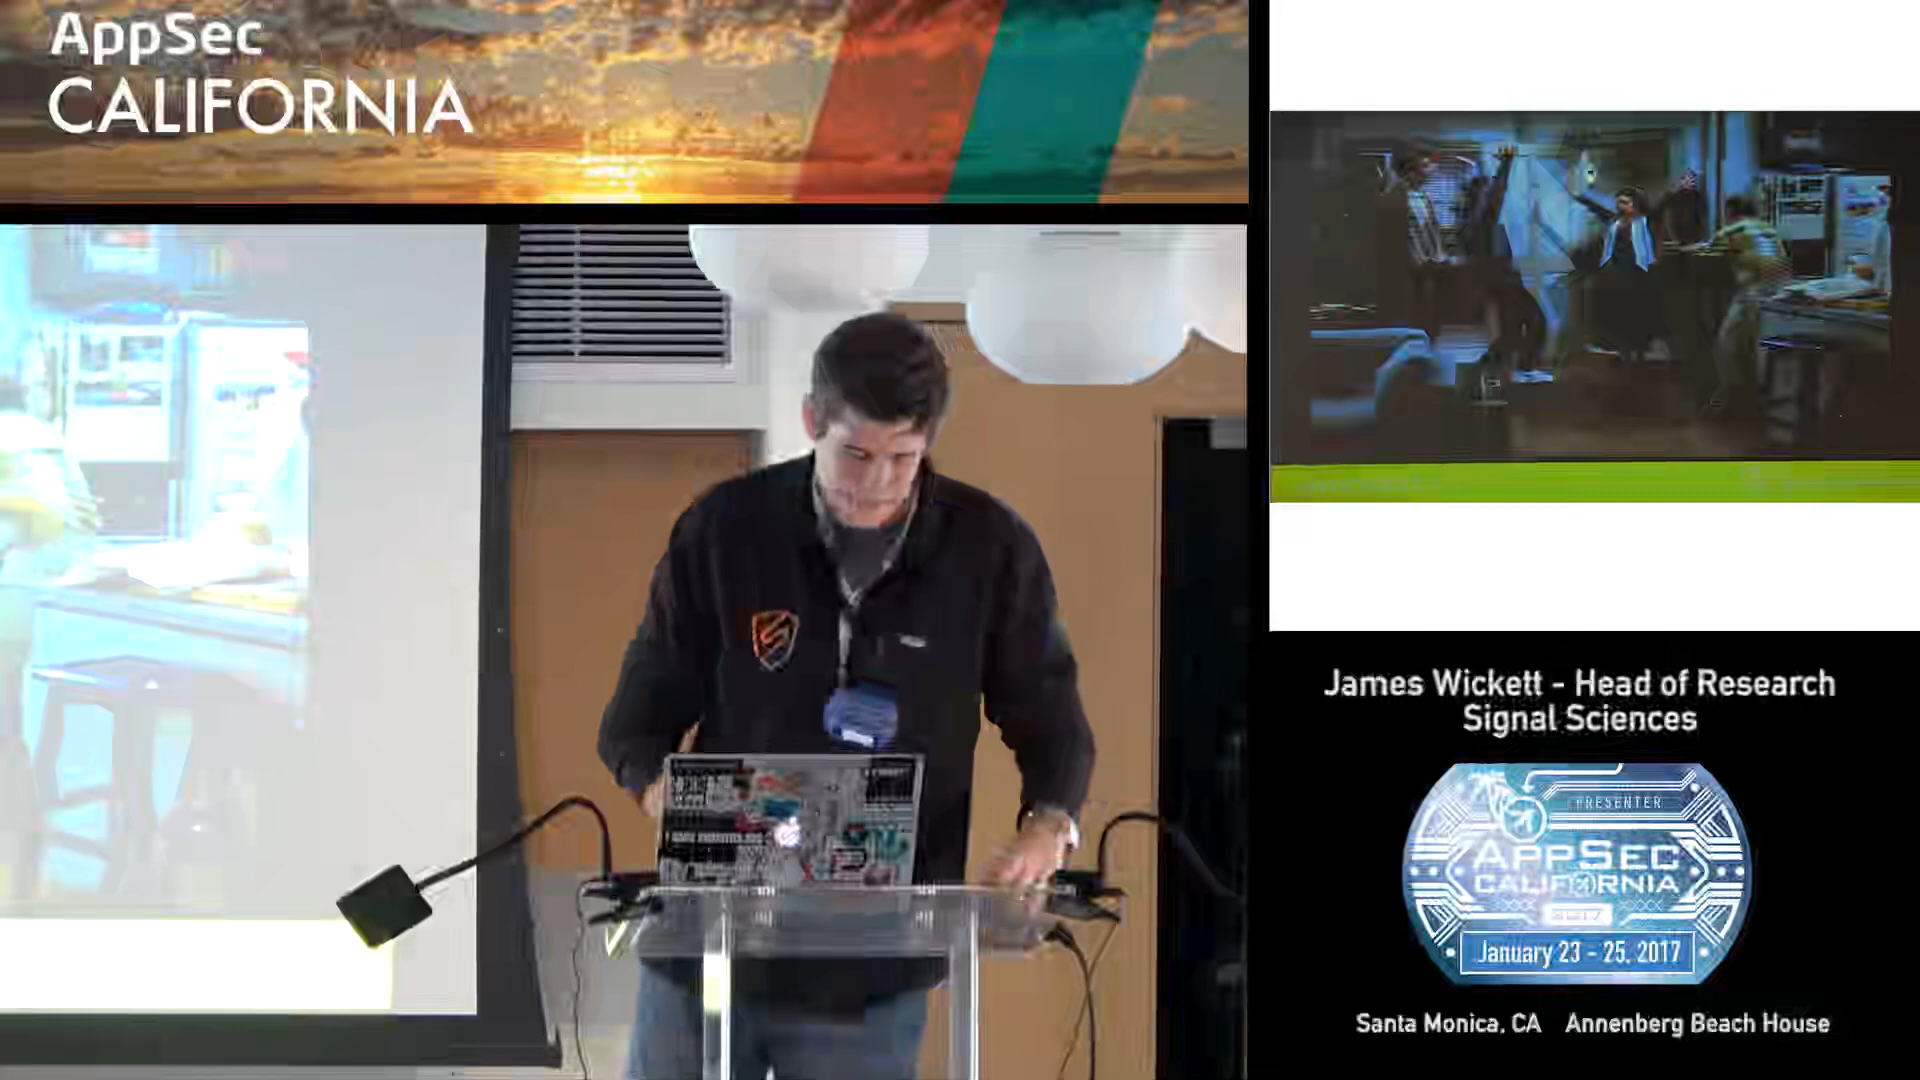 AppSec
CALIFORNIA
James Wickett - Head of Research
Signal Sciences
PRESENTER
APPSEC
CALIFORNIA
2017
January 23 - 25, 2017
Santa Monica, CA Annenberg Beach House